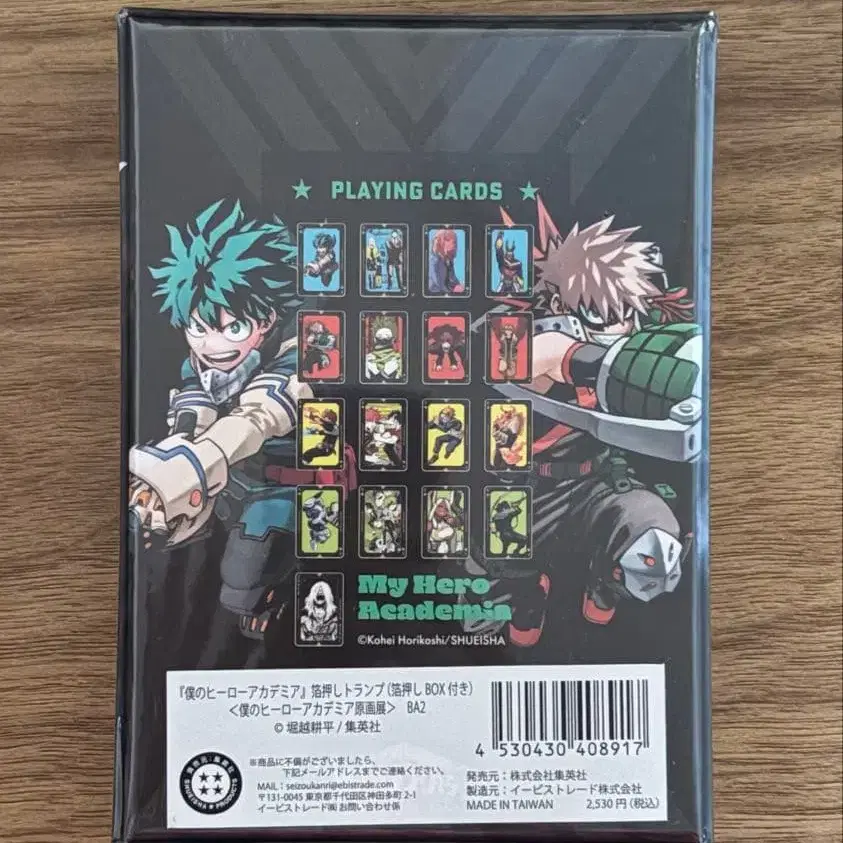 ★ PLAYING CARDS ★
My Hero
Academia
©Kohei Horikoshi/SHUEISHA
『僕のヒーローアカデミア』箔押しトランプ(箔押しBOX付き)
<僕のヒーローアカデミア原画展> BA2
© 堀越耕平 / 集英社
4 530430 408917
SHUEISHA PRODUCTS
※商品に不備がございましたら、
下記メールアドレスまでご連絡ください。
MAIL:seizoukanri@ebistrade.com
〒131-0045 東京都千代田区神田多町 2-1
イービストレード㈱ お問い合わせ係
発売元:株式会社集英社
製造元:イービストレード株式会社
MADE IN TAIWAN 2,530 円(税込)